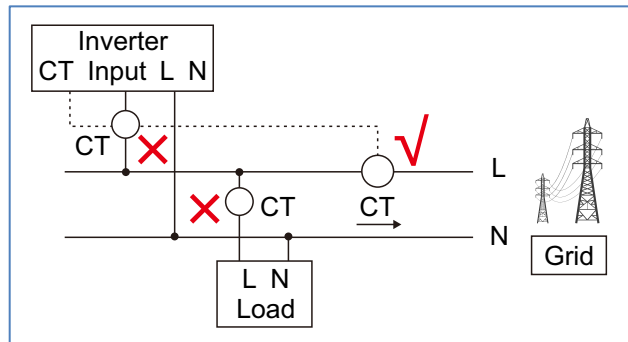 Inverter
CT Input L N
CT
L
CT
CT
N
Grid
L N
Load